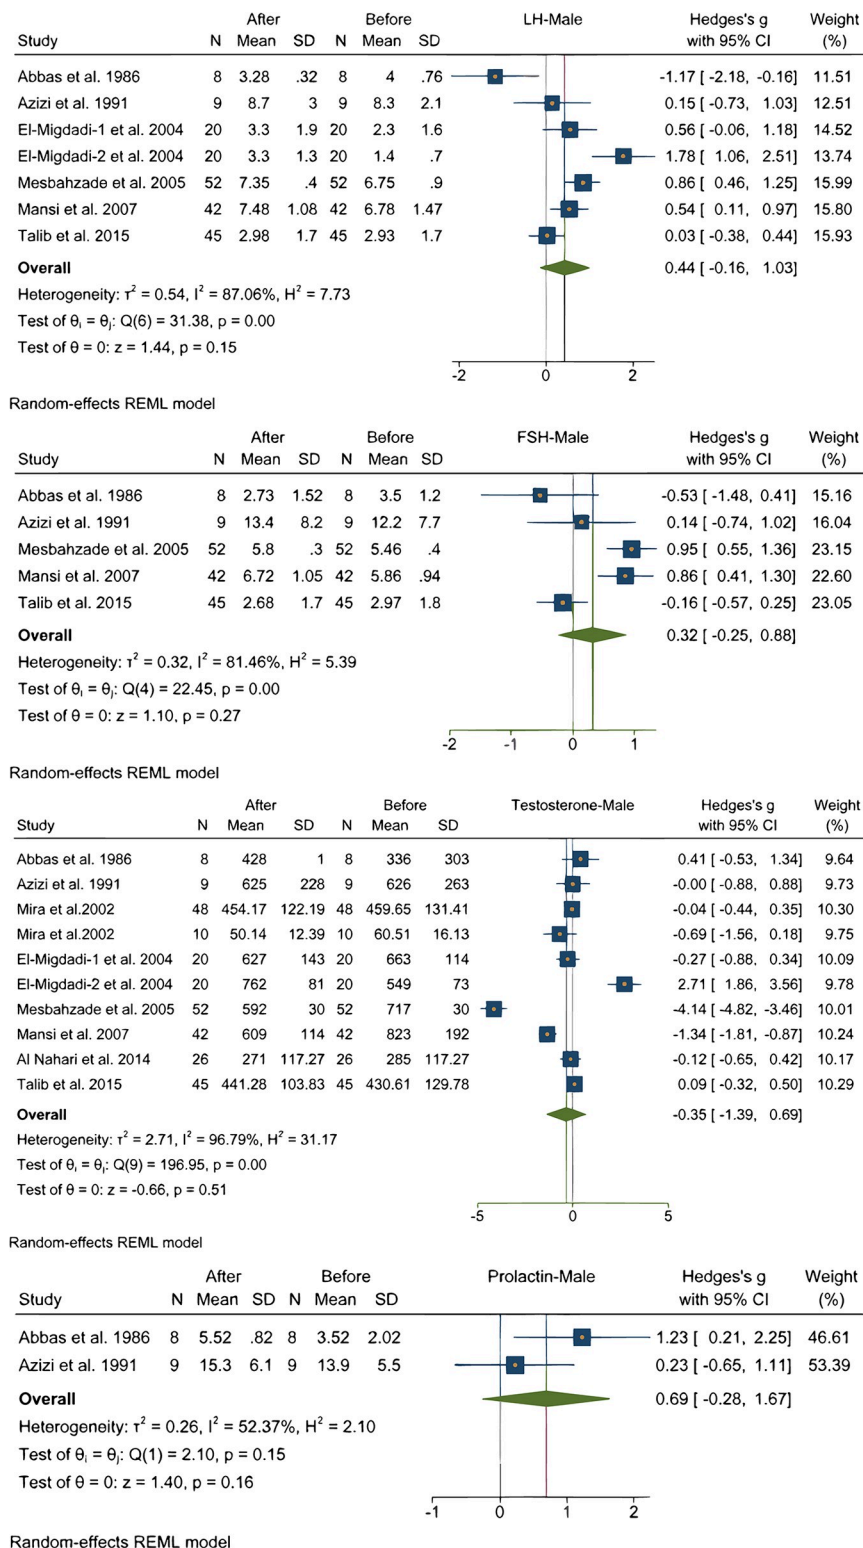 After Before LH-Male Hedges's g Weight
Study N Mean SD N Mean SD with 95% CI (%)
Abbas et al. 1986 8 3.28 .32 8 4 .76 -1.17 [ -2.18, -0.16] 11.51
Azizi et al. 1991 9 8.7 3 9 8.3 2.1 0.15 [ -0.73, 1.03] 12.51
El-Migdadi-1 et al. 2004 20 3.3 1.9 20 2.3 1.6 0.56 [ -0.06, 1.18] 14.52
El-Migdadi-2 et al. 2004 20 3.3 1.3 20 1.4 .7 1.78 [ 1.06, 2.51] 13.74
Mesbahzade et al. 2005 52 7.35 .4 52 6.75 .9 0.86 [ 0.46, 1.25] 15.99
Mansi et al. 2007 42 7.48 1.08 42 6.78 1.47 0.54 [ 0.11, 0.97] 15.80
Talib et al. 2015 45 2.98 1.7 45 2.93 1.7 0.03 [ -0.38, 0.44] 15.93
Overall 0.44 [ -0.16, 1.03]
Heterogeneity: τ² = 0.54, I² = 87.06%, H² = 7.73
Test of θᵢ = θⱼ: Q(6) = 31.38, p = 0.00
Test of θ = 0: z = 1.44, p = 0.15
-2 0 2
Random-effects REML model
After Before FSH-Male Hedges's g Weight
Study N Mean SD N Mean SD with 95% CI (%)
Abbas et al. 1986 8 2.73 1.52 8 3.5 1.2 -0.53 [ -1.48, 0.41] 15.16
Azizi et al. 1991 9 13.4 8.2 9 12.2 7.7 0.14 [ -0.74, 1.02] 16.04
Mesbahzade et al. 2005 52 5.8 .3 52 5.46 .4 0.95 [ 0.55, 1.36] 23.15
Mansi et al. 2007 42 6.72 1.05 42 5.86 .94 0.86 [ 0.41, 1.30] 22.60
Talib et al. 2015 45 2.68 1.7 45 2.97 1.8 -0.16 [ -0.57, 0.25] 23.05
Overall 0.32 [ -0.25, 0.88]
Heterogeneity: τ² = 0.32, I² = 81.46%, H² = 5.39
Test of θᵢ = θⱼ: Q(4) = 22.45, p = 0.00
Test of θ = 0: z = 1.10, p = 0.27
-2 -1 0 1
Random-effects REML model
After Before Testosterone-Male Hedges's g Weight
Study N Mean SD N Mean SD with 95% CI (%)
Abbas et al. 1986 8 428 1 8 336 303 0.41 [ -0.53, 1.34] 9.64
Azizi et al. 1991 9 625 228 9 626 263 -0.00 [ -0.88, 0.88] 9.73
Mira et al.2002 48 454.17 122.19 48 459.65 131.41 -0.04 [ -0.44, 0.35] 10.30
Mira et al.2002 10 50.14 12.39 10 60.51 16.13 -0.69 [ -1.56, 0.18] 9.75
El-Migdadi-1 et al. 2004 20 627 143 20 663 114 -0.27 [ -0.88, 0.34] 10.09
El-Migdadi-2 et al. 2004 20 762 81 20 549 73 2.71 [ 1.86, 3.56] 9.78
Mesbahzade et al. 2005 52 592 30 52 717 30 -4.14 [ -4.82, -3.46] 10.01
Mansi et al. 2007 42 609 114 42 823 192 -1.34 [ -1.81, -0.87] 10.24
Al Nahari et al. 2014 26 271 117.27 26 285 117.27 -0.12 [ -0.65, 0.42] 10.17
Talib et al. 2015 45 441.28 103.83 45 430.61 129.78 0.09 [ -0.32, 0.50] 10.29
Overall -0.35 [ -1.39, 0.69]
Heterogeneity: τ² = 2.71, I² = 96.79%, H² = 31.17
Test of θᵢ = θⱼ: Q(9) = 196.95, p = 0.00
Test of θ = 0: z = -0.66, p = 0.51
-5 0 5
Random-effects REML model
After Before Prolactin-Male Hedges's g Weight
Study N Mean SD N Mean SD with 95% CI (%)
Abbas et al. 1986 8 5.52 .82 8 3.52 2.02 1.23 [ 0.21, 2.25] 46.61
Azizi et al. 1991 9 15.3 6.1 9 13.9 5.5 0.23 [ -0.65, 1.11] 53.39
Overall 0.69 [ -0.28, 1.67]
Heterogeneity: τ² = 0.26, I² = 52.37%, H² = 2.10
Test of θᵢ = θⱼ: Q(1) = 2.10, p = 0.15
Test of θ = 0: z = 1.40, p = 0.16
-1 0 1 2
Random-effects REML model